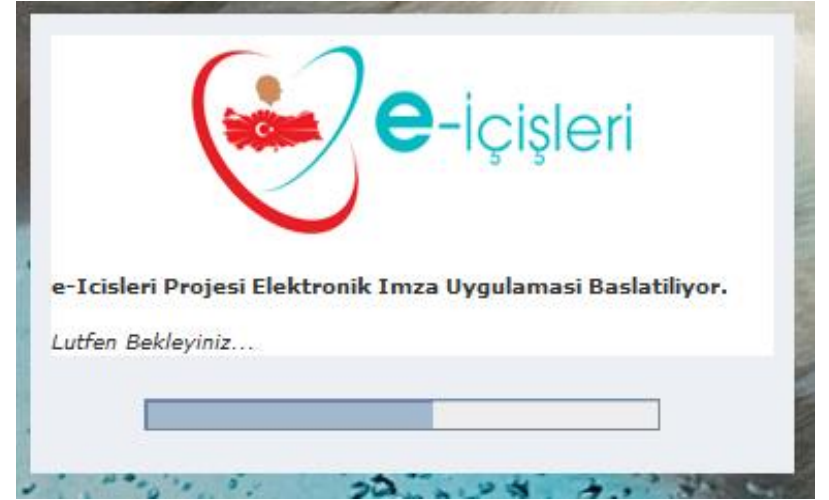 e-İçişleri
e-Icisleri Projesi Elektronik Imza Uygulamasi Baslatiliyor.
Lutfen Bekleyiniz...